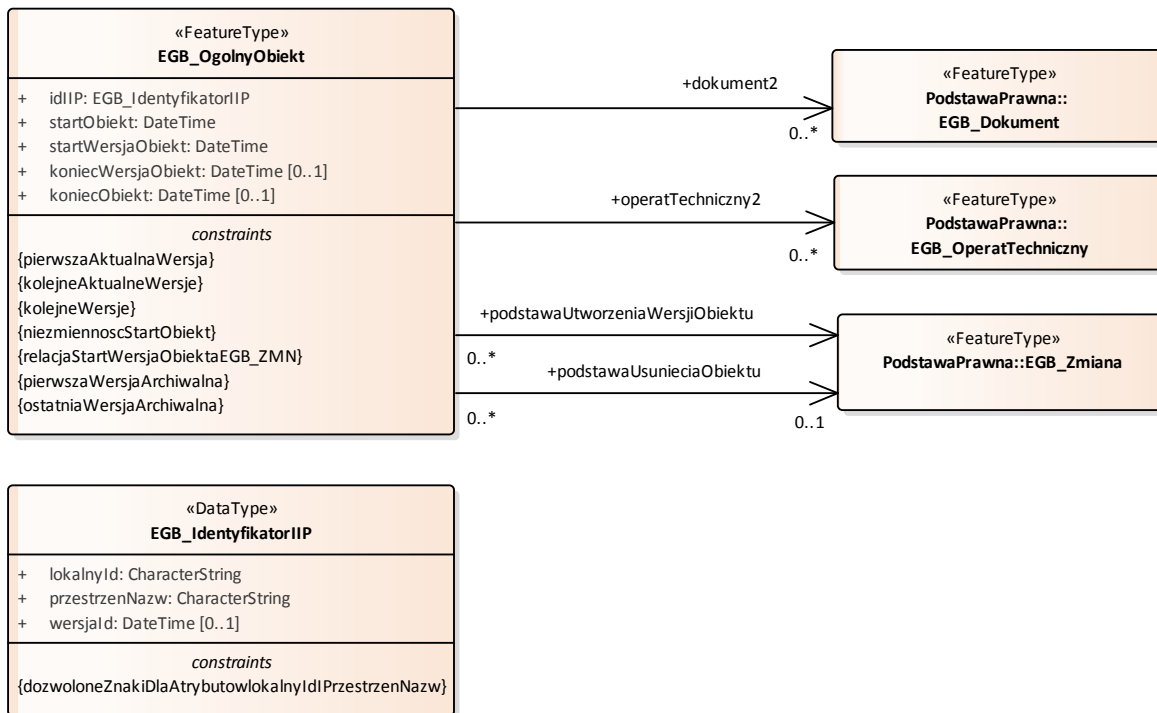 «FeatureType»
EGB_OgolnyObiekt
+ idIIP: EGB_IdentyfikatorIIP
+ startObiekt: DateTime
+ startWersjaObiekt: DateTime
+ koniecWersjaObiekt: DateTime [0..1]
+ koniecObiekt: DateTime [0..1]
constraints
{pierwszaAktualnaWersja}
{kolejneAktualneWersje}
{kolejneWersje}
{niezmiennoscStartObiekt}
{relacjaStartWersjaObiektaEGB_ZMN}
{pierwszaWersjaArchiwalna}
{ostatniaWersjaArchiwalna}
+dokument2
0..*
«FeatureType»
PodstawaPrawna::
EGB_Dokument
+operatTechniczny2
0..*
«FeatureType»
PodstawaPrawna::
EGB_OperatTechniczny
+podstawaUtworzeniaWersjiObiektu
0..*
+podstawaUsunieciaObiektu
0..*
0..1
«FeatureType»
PodstawaPrawna::EGB_Zmiana
«DataType»
EGB_IdentyfikatorIIP
+ lokalnyId: CharacterString
+ przestrzenNazw: CharacterString
+ wersjaId: DateTime [0..1]
constraints
{dozwoloneZnakiDlaAtrybutowlokalnyIdIPrzestrzenNazw}